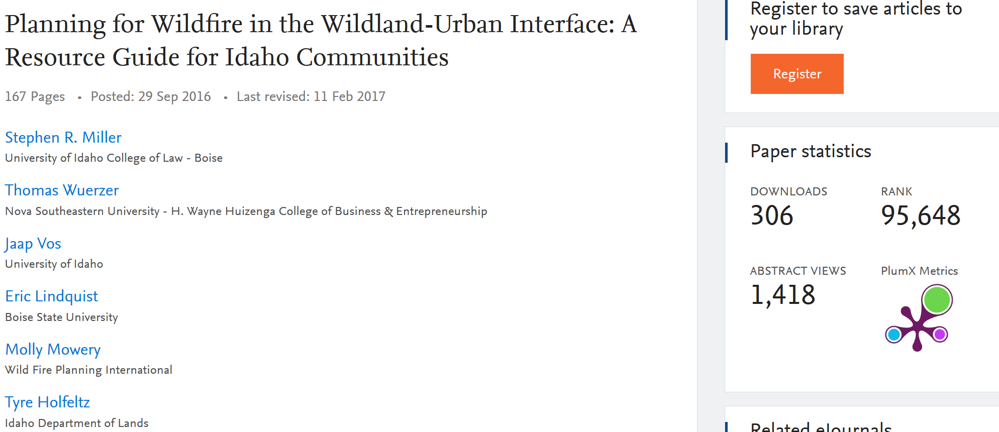 Planning for Wildfire in the Wildland-Urban Interface: A
Resource Guide for Idaho Communities
167 Pages • Posted: 29 Sep 2016 • Last revised: 11 Feb 2017
Stephen R. Miller
University of Idaho College of Law - Boise
Thomas Wuerzer
Nova Southeastern University - H. Wayne Huizenga College of Business & Entrepreneurship
Jaap Vos
University of Idaho
Eric Lindquist
Boise State University
Molly Mowery
Wild Fire Planning International
Tyre Holfeltz
Idaho Department of Lands
Register to save articles to
your library
Register
Paper statistics
DOWNLOADS
306
RANK
95,648
ABSTRACT VIEWS
1,418
PlumX Metrics
Related eJournals